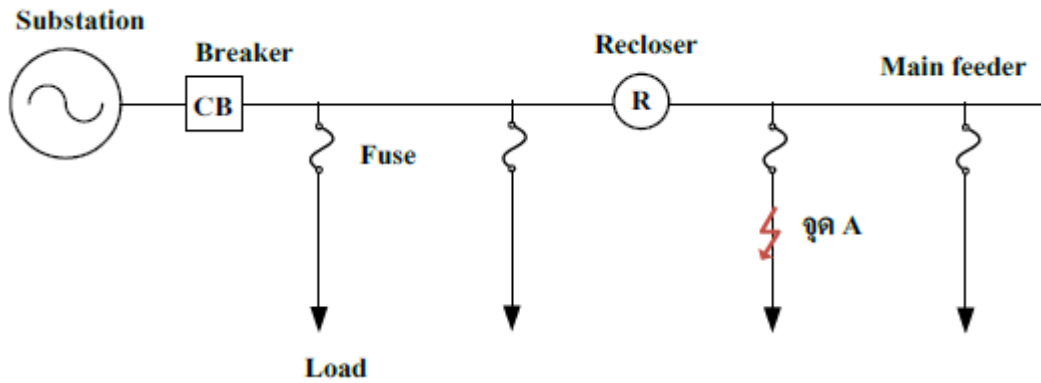 Substation
Breaker
Recloser
Main feeder
CB
R
Fuse
จุด A
Load